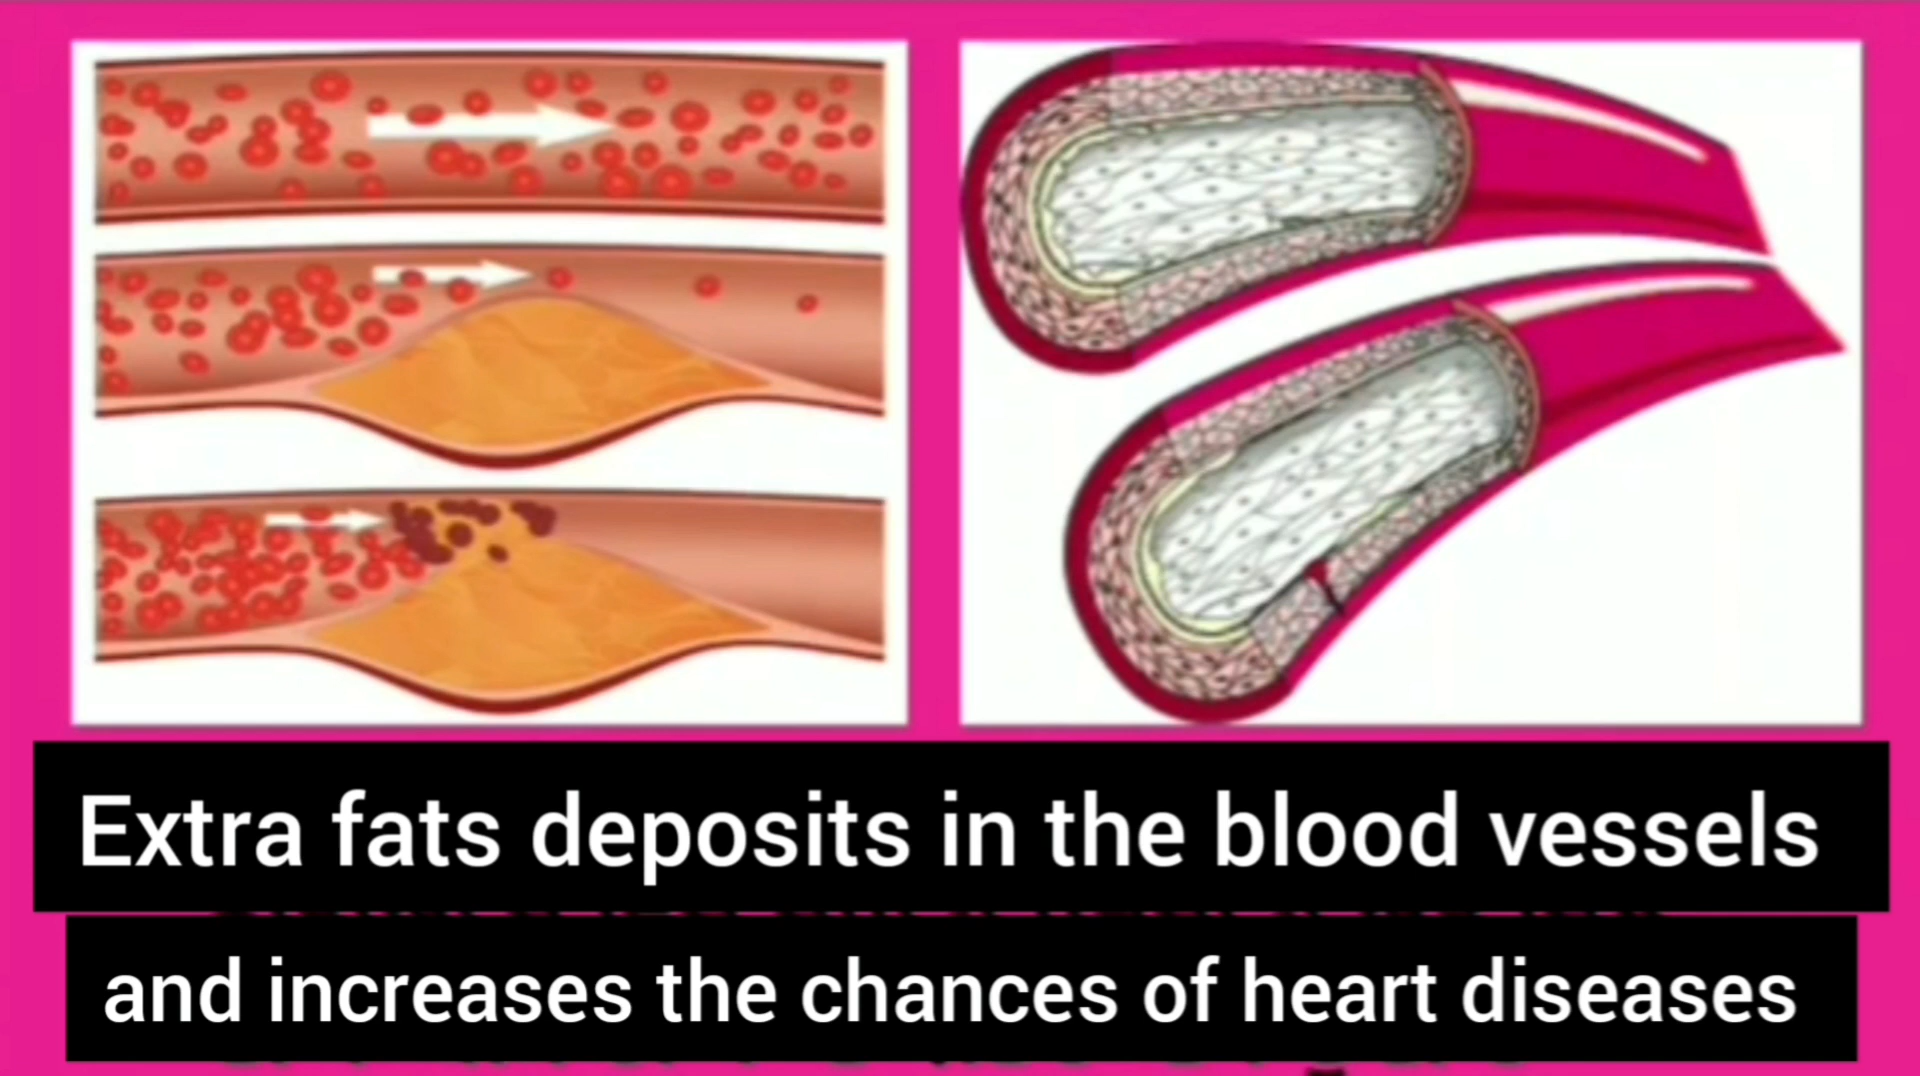 Extra fats deposits in the blood vessels
and increases the chances of heart diseases